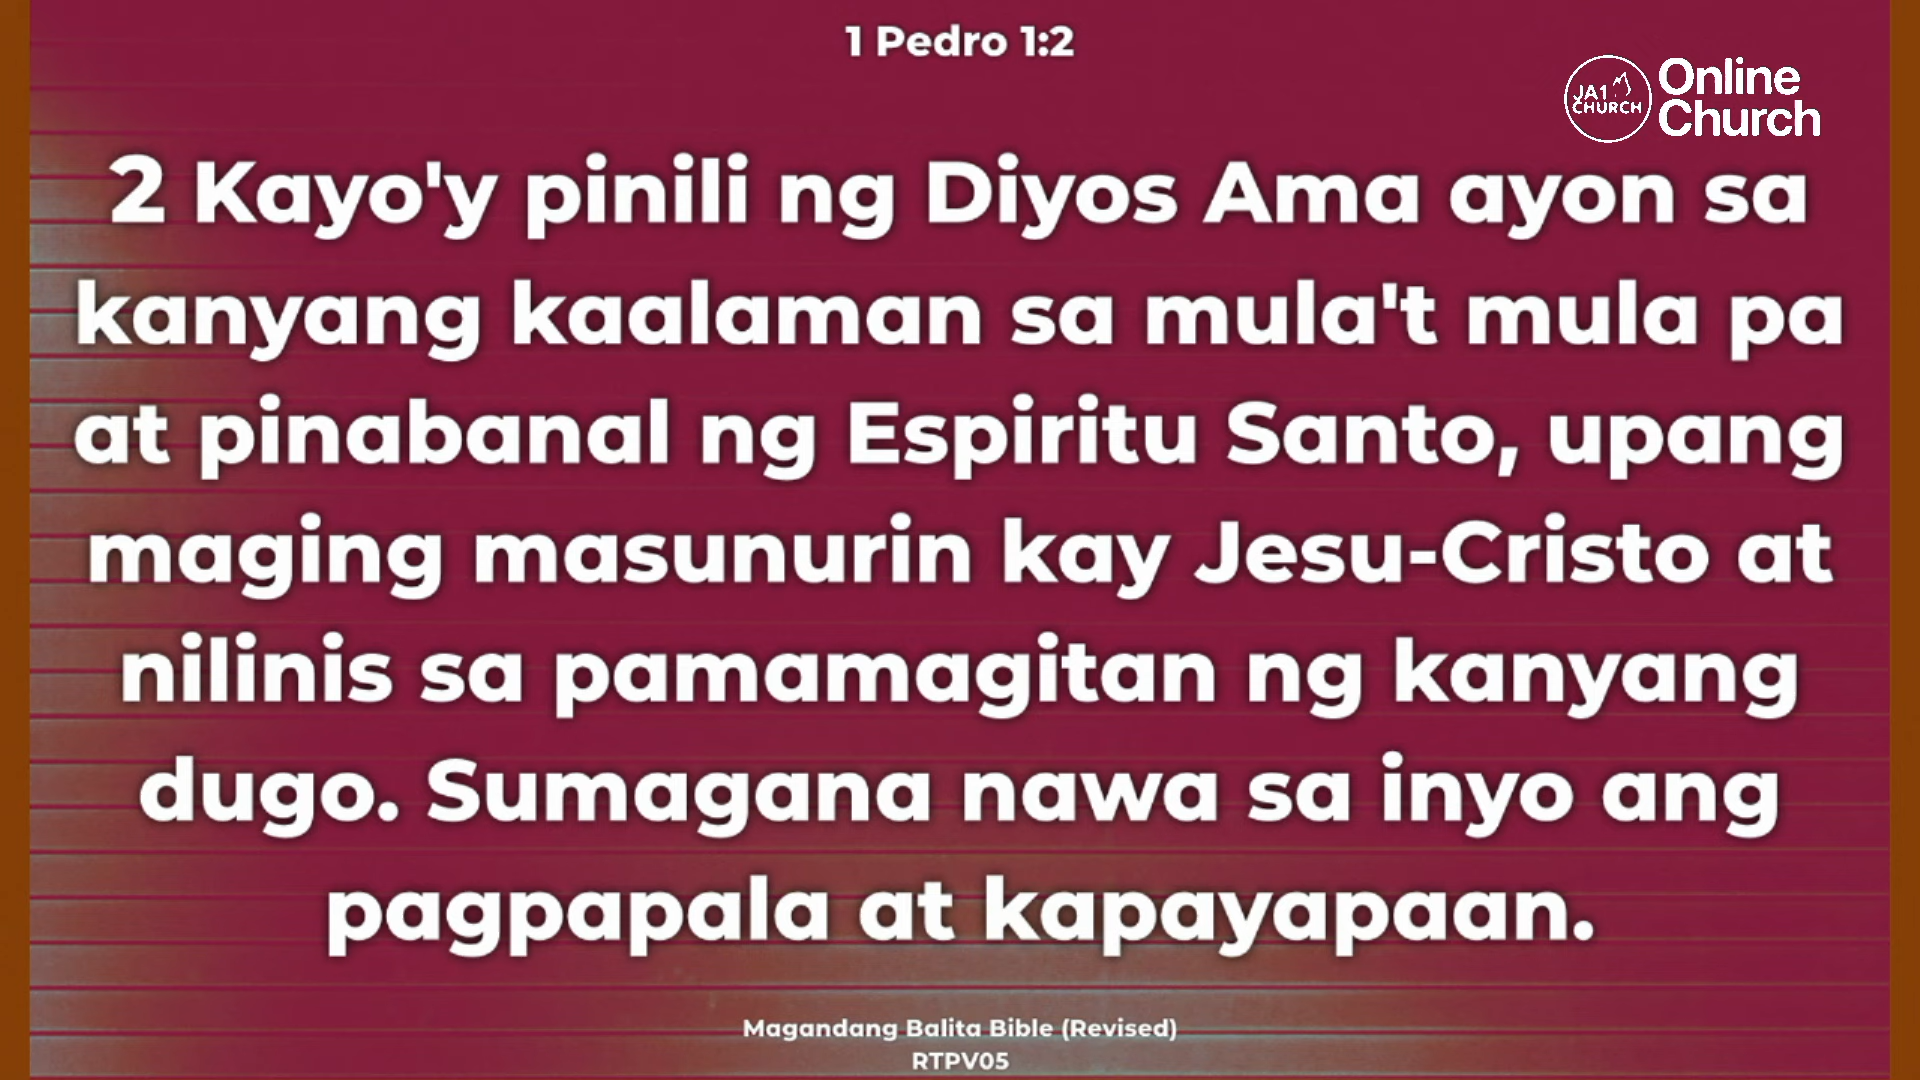 1 Pedro 1:2
JA1
CHURCH
Online
Church
2 Kayo'y pinili ng Diyos Ama ayon sa
kanyang kaalaman sa mula't mula pa
at pinabanal ng Espiritu Santo, upang
maging masunurin kay Jesu-Cristo at
nilinis sa pamamagitan ng kanyang
dugo. Sumagana nawa sa inyo ang
pagpapala at kapayapaan.
Magandang Balita Bible (Revised)
RTPV05